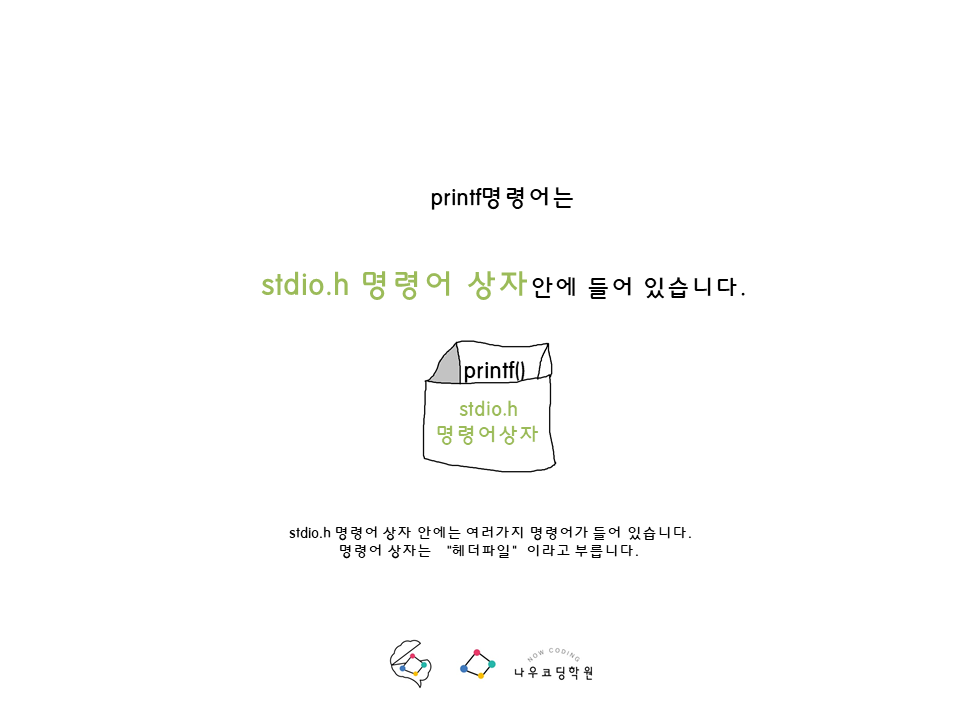 printf명령어는
stdio.h 명령어 상자안에 들어 있습니다.
printf()
stdio.h
명령어상자
stdio.h 명령어 상자 안에는 여러가지 명령어가 들어 있습니다.
명령어 상자는 "헤더파일" 이라고 부릅니다.
NOW CODING
나우코딩학원